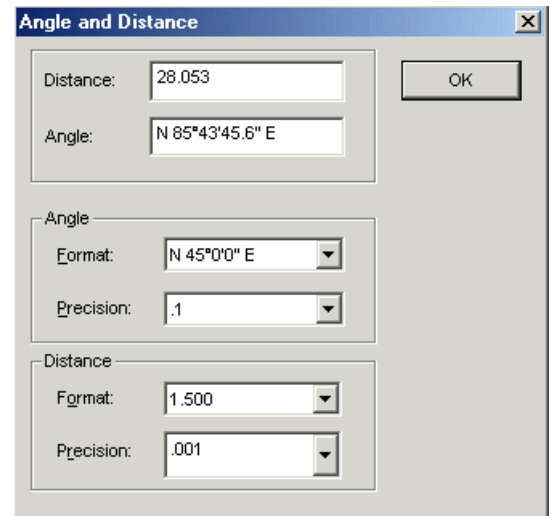 Angle and Distance
Distance: 28.053 OK
Angle: N 85°43'45.6" E
Angle
Format: N 45°0'0" E
Precision: .1
Distance
Format: 1.500
Precision: .001